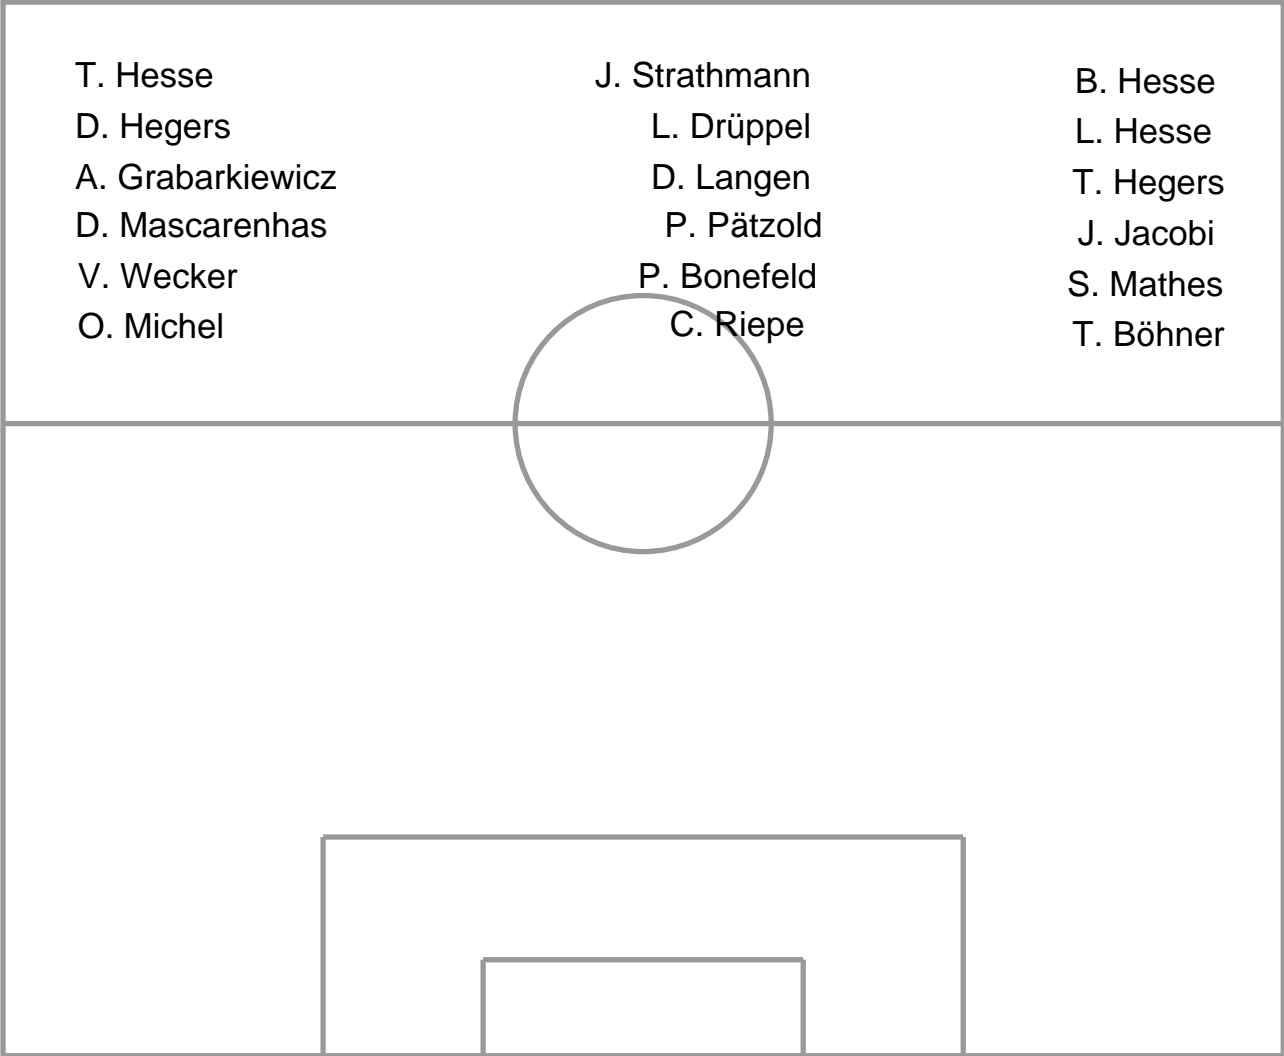 T. Hesse
D. Hegers
A. Grabarkiewicz
D. Mascarenhas
V. Wecker
O. Michel
J. Strathmann
L. Drüppel
D. Langen
P. Pätzold
P. Bonefeld
C. Riepe
B. Hesse
L. Hesse
T. Hegers
J. Jacobi
S. Mathes
T. Böhner